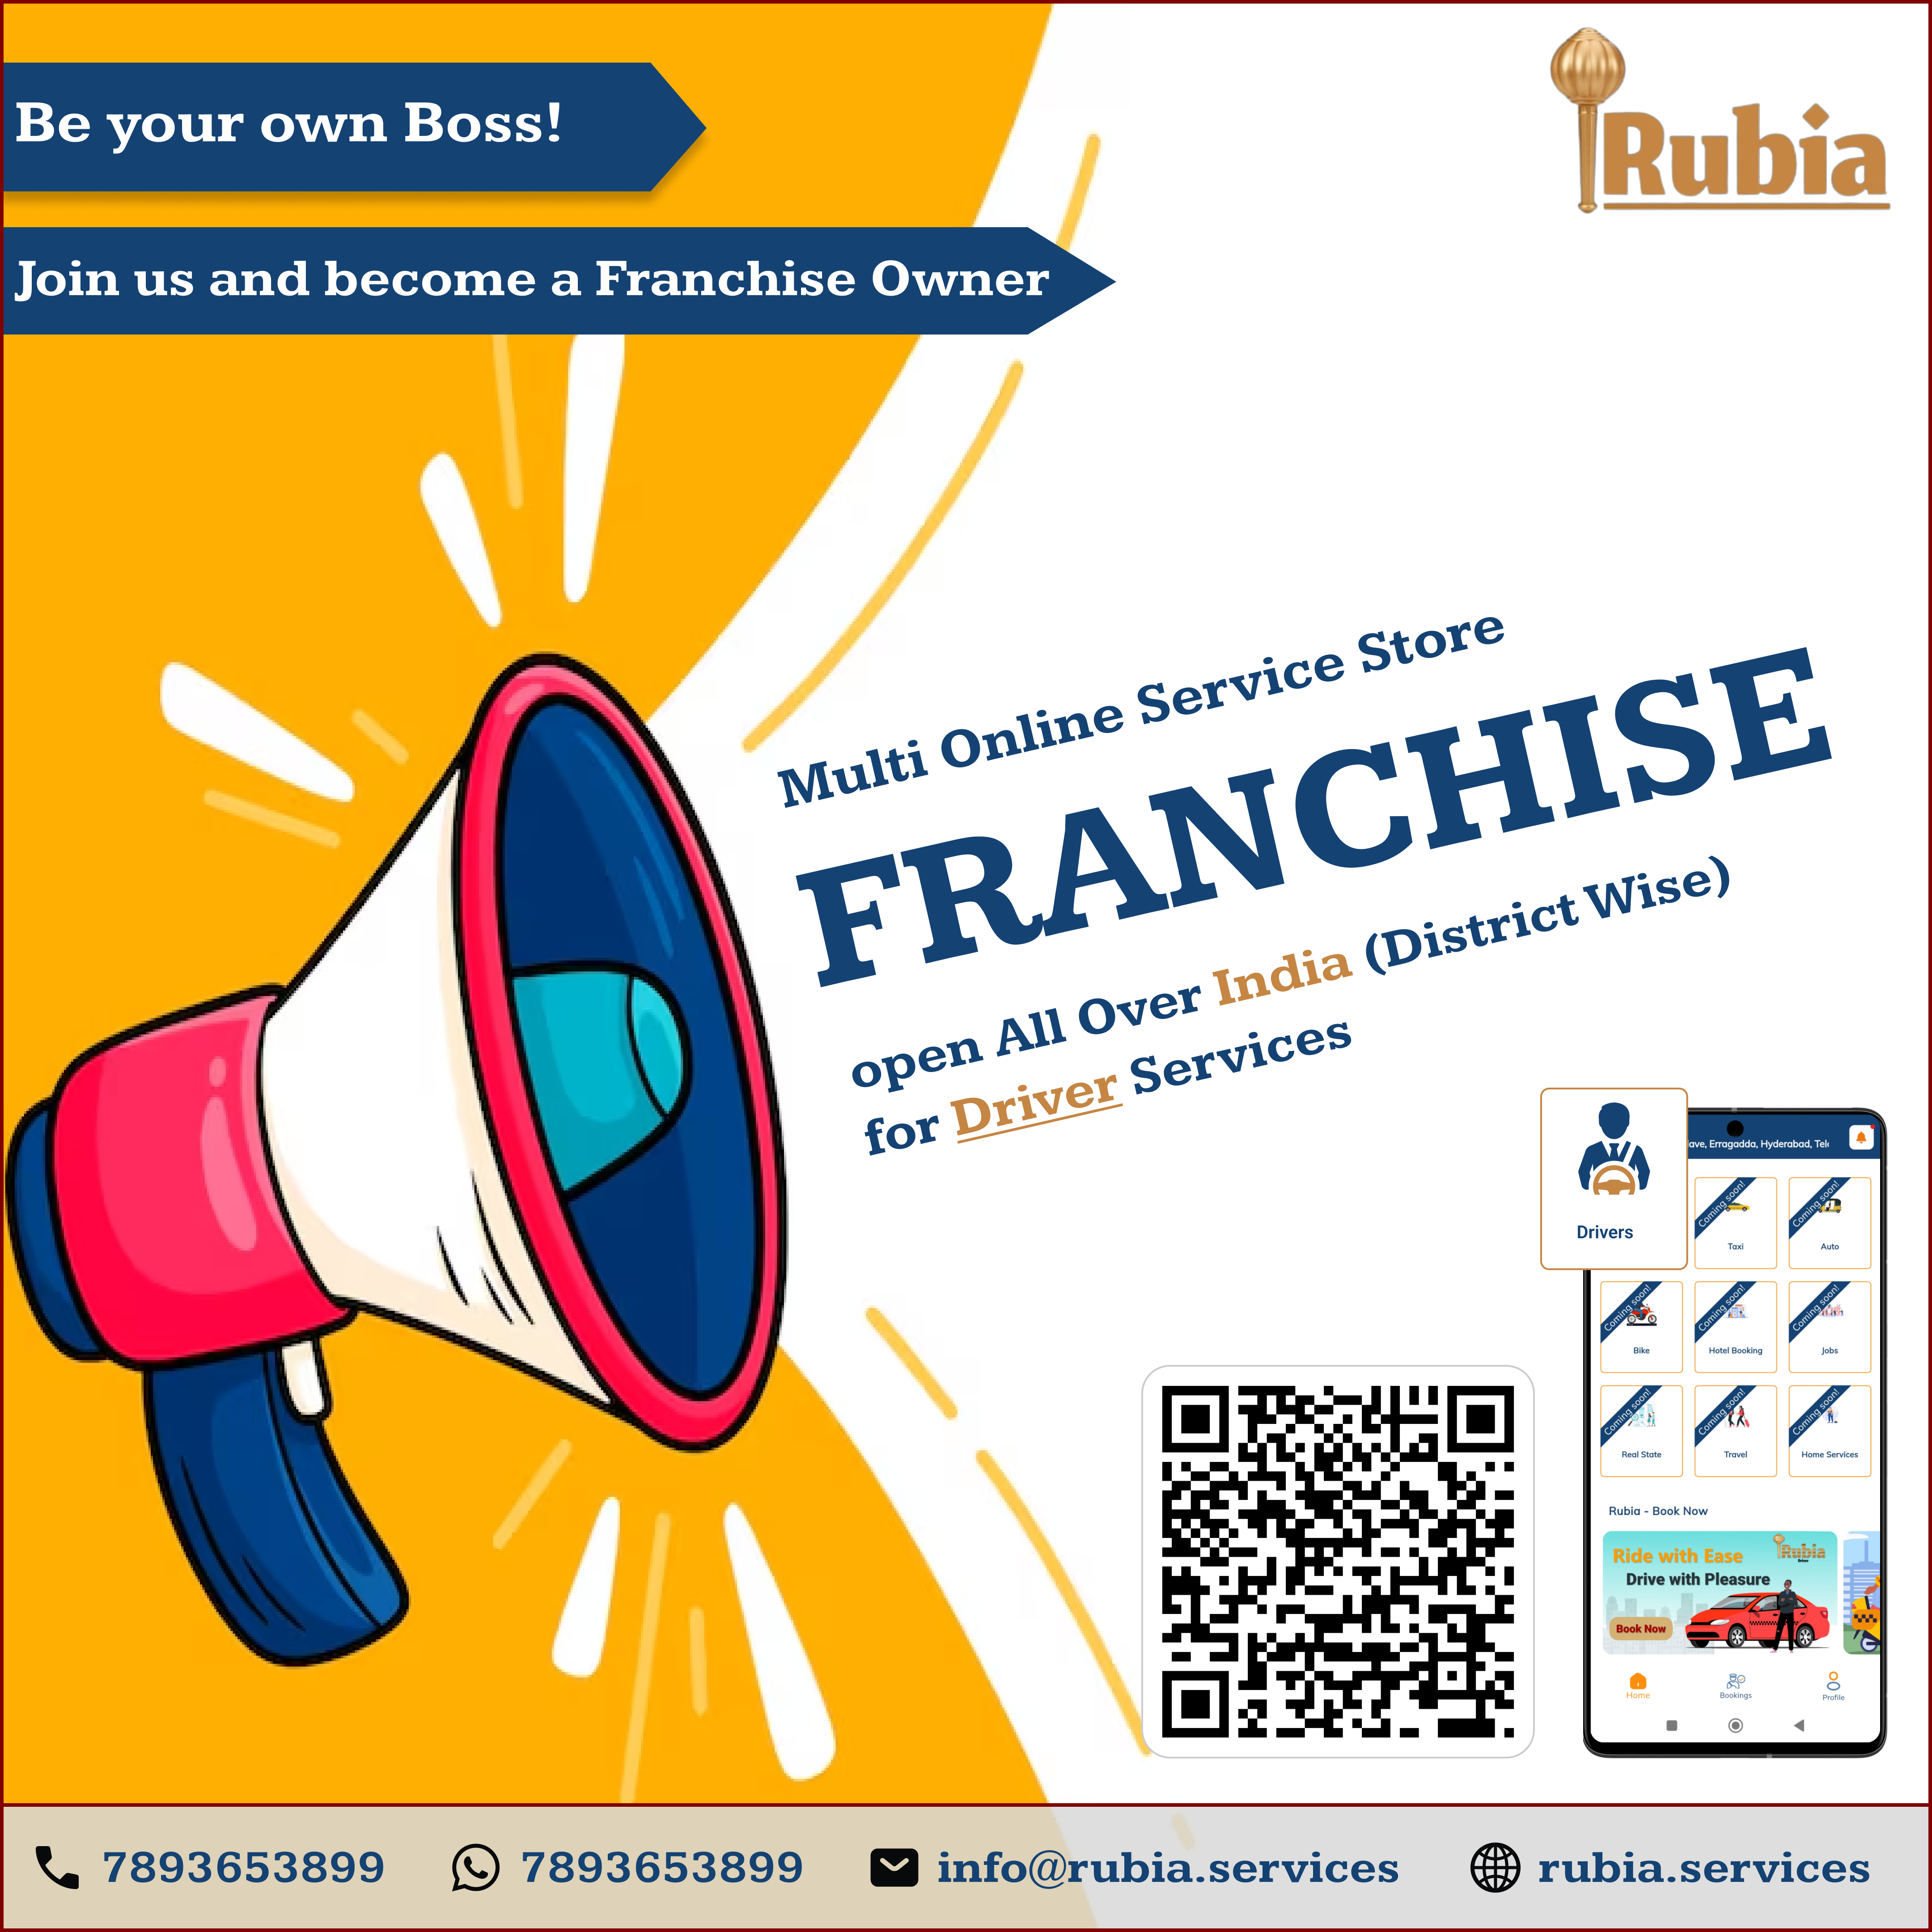 Be your own Boss!
Rubia
Join us and become a Franchise Owner
Multi Online Service Store
FRANCHISE
open All Over India (District Wise)
for Driver Services
ave, Erragadda, Hyderabad, Tel
Drivers
Coming soon!
Coming soon!
Taxi
Auto
Coming soon!
Coming soon!
Coming soon!
Bike
Hotel Booking
Jobs
Coming soon!
Coming soon!
Coming soon!
Real State
Travel
Home Services
Rubia - Book Now
Ride with Ease
Rubia
Driver
Drive with Pleasure
Book Now
Home
Bookings
Profile
7893653899
7893653899
info@rubia.services
rubia.services